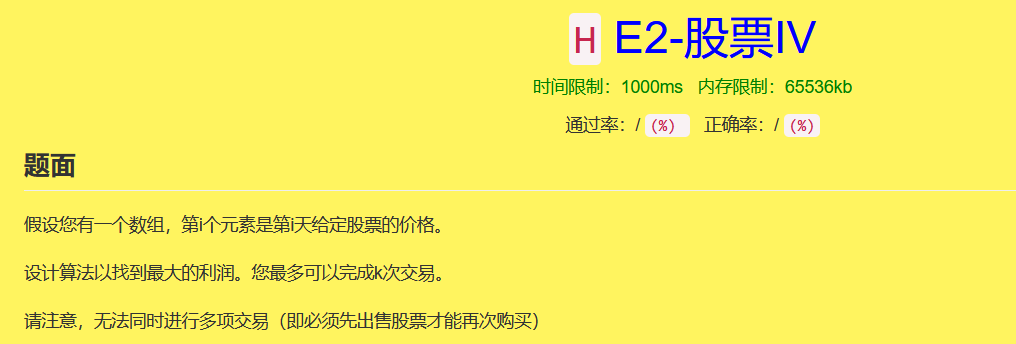 H E2-股票IV
时间限制：1000ms 内存限制：65536kb
通过率：/ (%) 正确率：/ (%)
题面
假设您有一个数组，第i个元素是第i天给定股票的价格。
设计算法以找到最大的利润。您最多可以完成k次交易。
请注意，无法同时进行多项交易（即必须先出售股票才能再次购买）